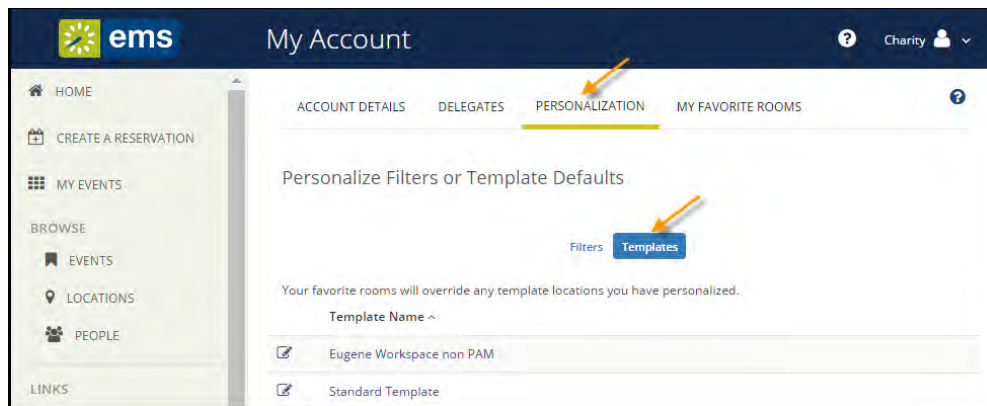 ems
My Account
Charity
HOME
CREATE A RESERVATION
MY EVENTS
BROWSE
EVENTS
LOCATIONS
PEOPLE
LINKS
ACCOUNT DETAILS DELEGATES PERSONALIZATION MY FAVORITE ROOMS
Personalize Filters or Template Defaults
Filters Templates
Your favorite rooms will override any template locations you have personalized.
Template Name
Eugene Workspace non PAM
Standard Template